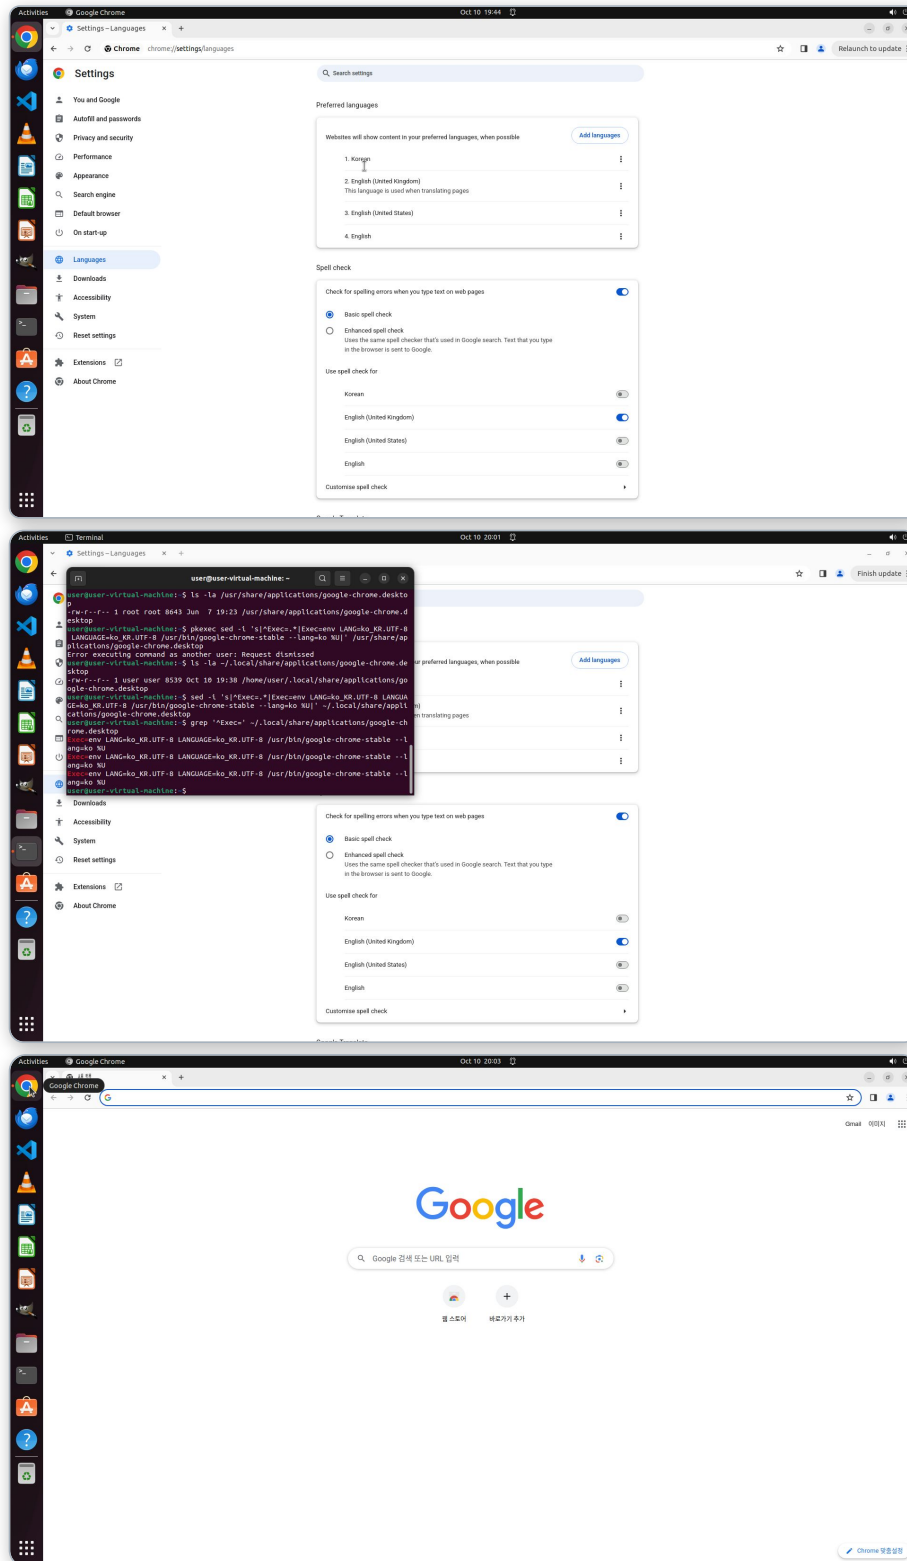 Activities Google Chrome Oct 10 19:44
Settings – Languages
Chrome chrome://settings/languages Relaunch to update
Settings
Search settings
You and Google
Autofill and passwords
Privacy and security
Performance
Appearance
Search engine
Default browser
On start-up
Languages
Downloads
Accessibility
System
Reset settings
Extensions
About Chrome
Preferred languages
Websites will show content in your preferred languages, when possible
Add languages
1. Korean
2. English (United Kingdom)
This language is used when translating pages
3. English (United States)
4. English
Spell check
Check for spelling errors when you type text on web pages
Basic spell check
Enhanced spell check
Uses the same spell checker that's used in Google search. Text that you type
in the browser is sent to Google.
Use spell check for
Korean
English (United Kingdom)
English (United States)
English
Customise spell check
Activities Terminal Oct 10 20:01
Settings – Languages
Finish update
user@user-virtual-machine: ~
user@user-virtual-machine:~$ ls -la /usr/share/applications/google-chrome.deskto
p
-rw-r--r-- 1 root root 8643 Jun 7 19:23 /usr/share/applications/google-chrome.d
esktop
user@user-virtual-machine:~$ pkexec sed -i 's|^Exec=.*|Exec=env LANG=ko_KR.UTF-8
LANGUAGE=ko_KR.UTF-8 /usr/bin/google-chrome-stable --lang=ko %U|' /usr/share/ap
plications/google-chrome.desktop
Error executing command as another user: Request dismissed
user@user-virtual-machine:~$ ls -la ~/.local/share/applications/google-chrome.de
sktop
-rw-r--r-- 1 user user 8539 Oct 10 19:38 /home/user/.local/share/applications/go
ogle-chrome.desktop
user@user-virtual-machine:~$ sed -i 's|^Exec=.*|Exec=env LANG=ko_KR.UTF-8 LANGUA
GE=ko_KR.UTF-8 /usr/bin/google-chrome-stable --lang=ko %U|' ~/.local/share/appli
cations/google-chrome.desktop
user@user-virtual-machine:~$ grep '^Exec=' ~/.local/share/applications/google-ch
rome.desktop
Exec=env LANG=ko_KR.UTF-8 LANGUAGE=ko_KR.UTF-8 /usr/bin/google-chrome-stable --l
ang=ko %U
Exec=env LANG=ko_KR.UTF-8 LANGUAGE=ko_KR.UTF-8 /usr/bin/google-chrome-stable --l
ang=ko %U
Exec=env LANG=ko_KR.UTF-8 LANGUAGE=ko_KR.UTF-8 /usr/bin/google-chrome-stable --l
ang=ko %U
user@user-virtual-machine:~$
preferred languages, when possible
Add languages
translating pages
Downloads
Accessibility
System
Reset settings
Extensions
About Chrome
Check for spelling errors when you type text on web pages
Basic spell check
Enhanced spell check
Uses the same spell checker that's used in Google search. Text that you type
in the browser is sent to Google.
Use spell check for
Korean
English (United Kingdom)
English (United States)
English
Customise spell check
Activities Google Chrome Oct 10 20:03
Google Chrome
Gmail 이미지
Google
Google 검색 또는 URL 입력
웹 스토어 바로가기 추가
Chrome 맞춤설정